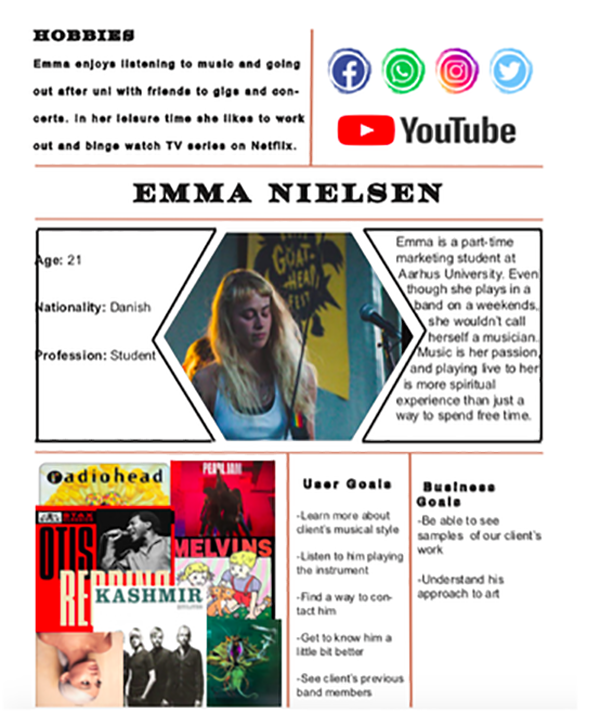 HOBBIES
Emma enjoys listening to music and going
out after uni with friends to gigs and con-
certs. In her leisure time she likes to work
out and binge watch TV series on Netflix.
YouTube
EMMA NIELSEN
Age: 21
Nationality: Danish
Profession: Student
GOAT
HEAD
FEST
Emma is a part-time
marketing student at
Aarhus University. Even
though she plays in a
band on a weekends,
she wouldn't call
herself a musician.
Music is her passion,
and playing live to her
is more spiritual
experience than just a
way to spend free time.
radiohead
PEARL JAM
OTIS
REDDING
MELVINS
KASHMIR
User Goals
-Learn more about
client's musical style
-Listen to him playing
the instrument
-Find a way to con-
tact him
-Get to know him a
little bit better
-See client's previous
band members
Business
Goals
-Be able to see
samples of our client's
work
-Understand his
approach to art